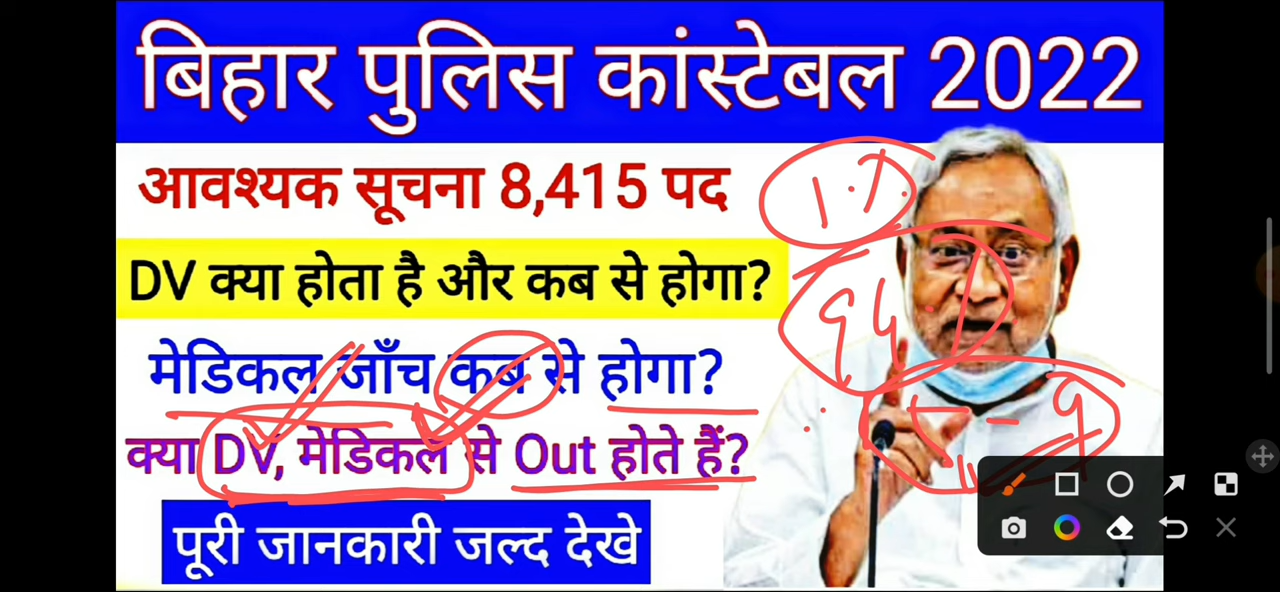 बिहार पुलिस कांस्टेबल 2022
आवश्यक सूचना 8,415 पद
DV क्या होता है और कब से होगा?
मेडिकल जाँच कब से होगा?
क्या DV, मेडिकल से Out होते हैं?
पूरी जानकारी जल्द देखे